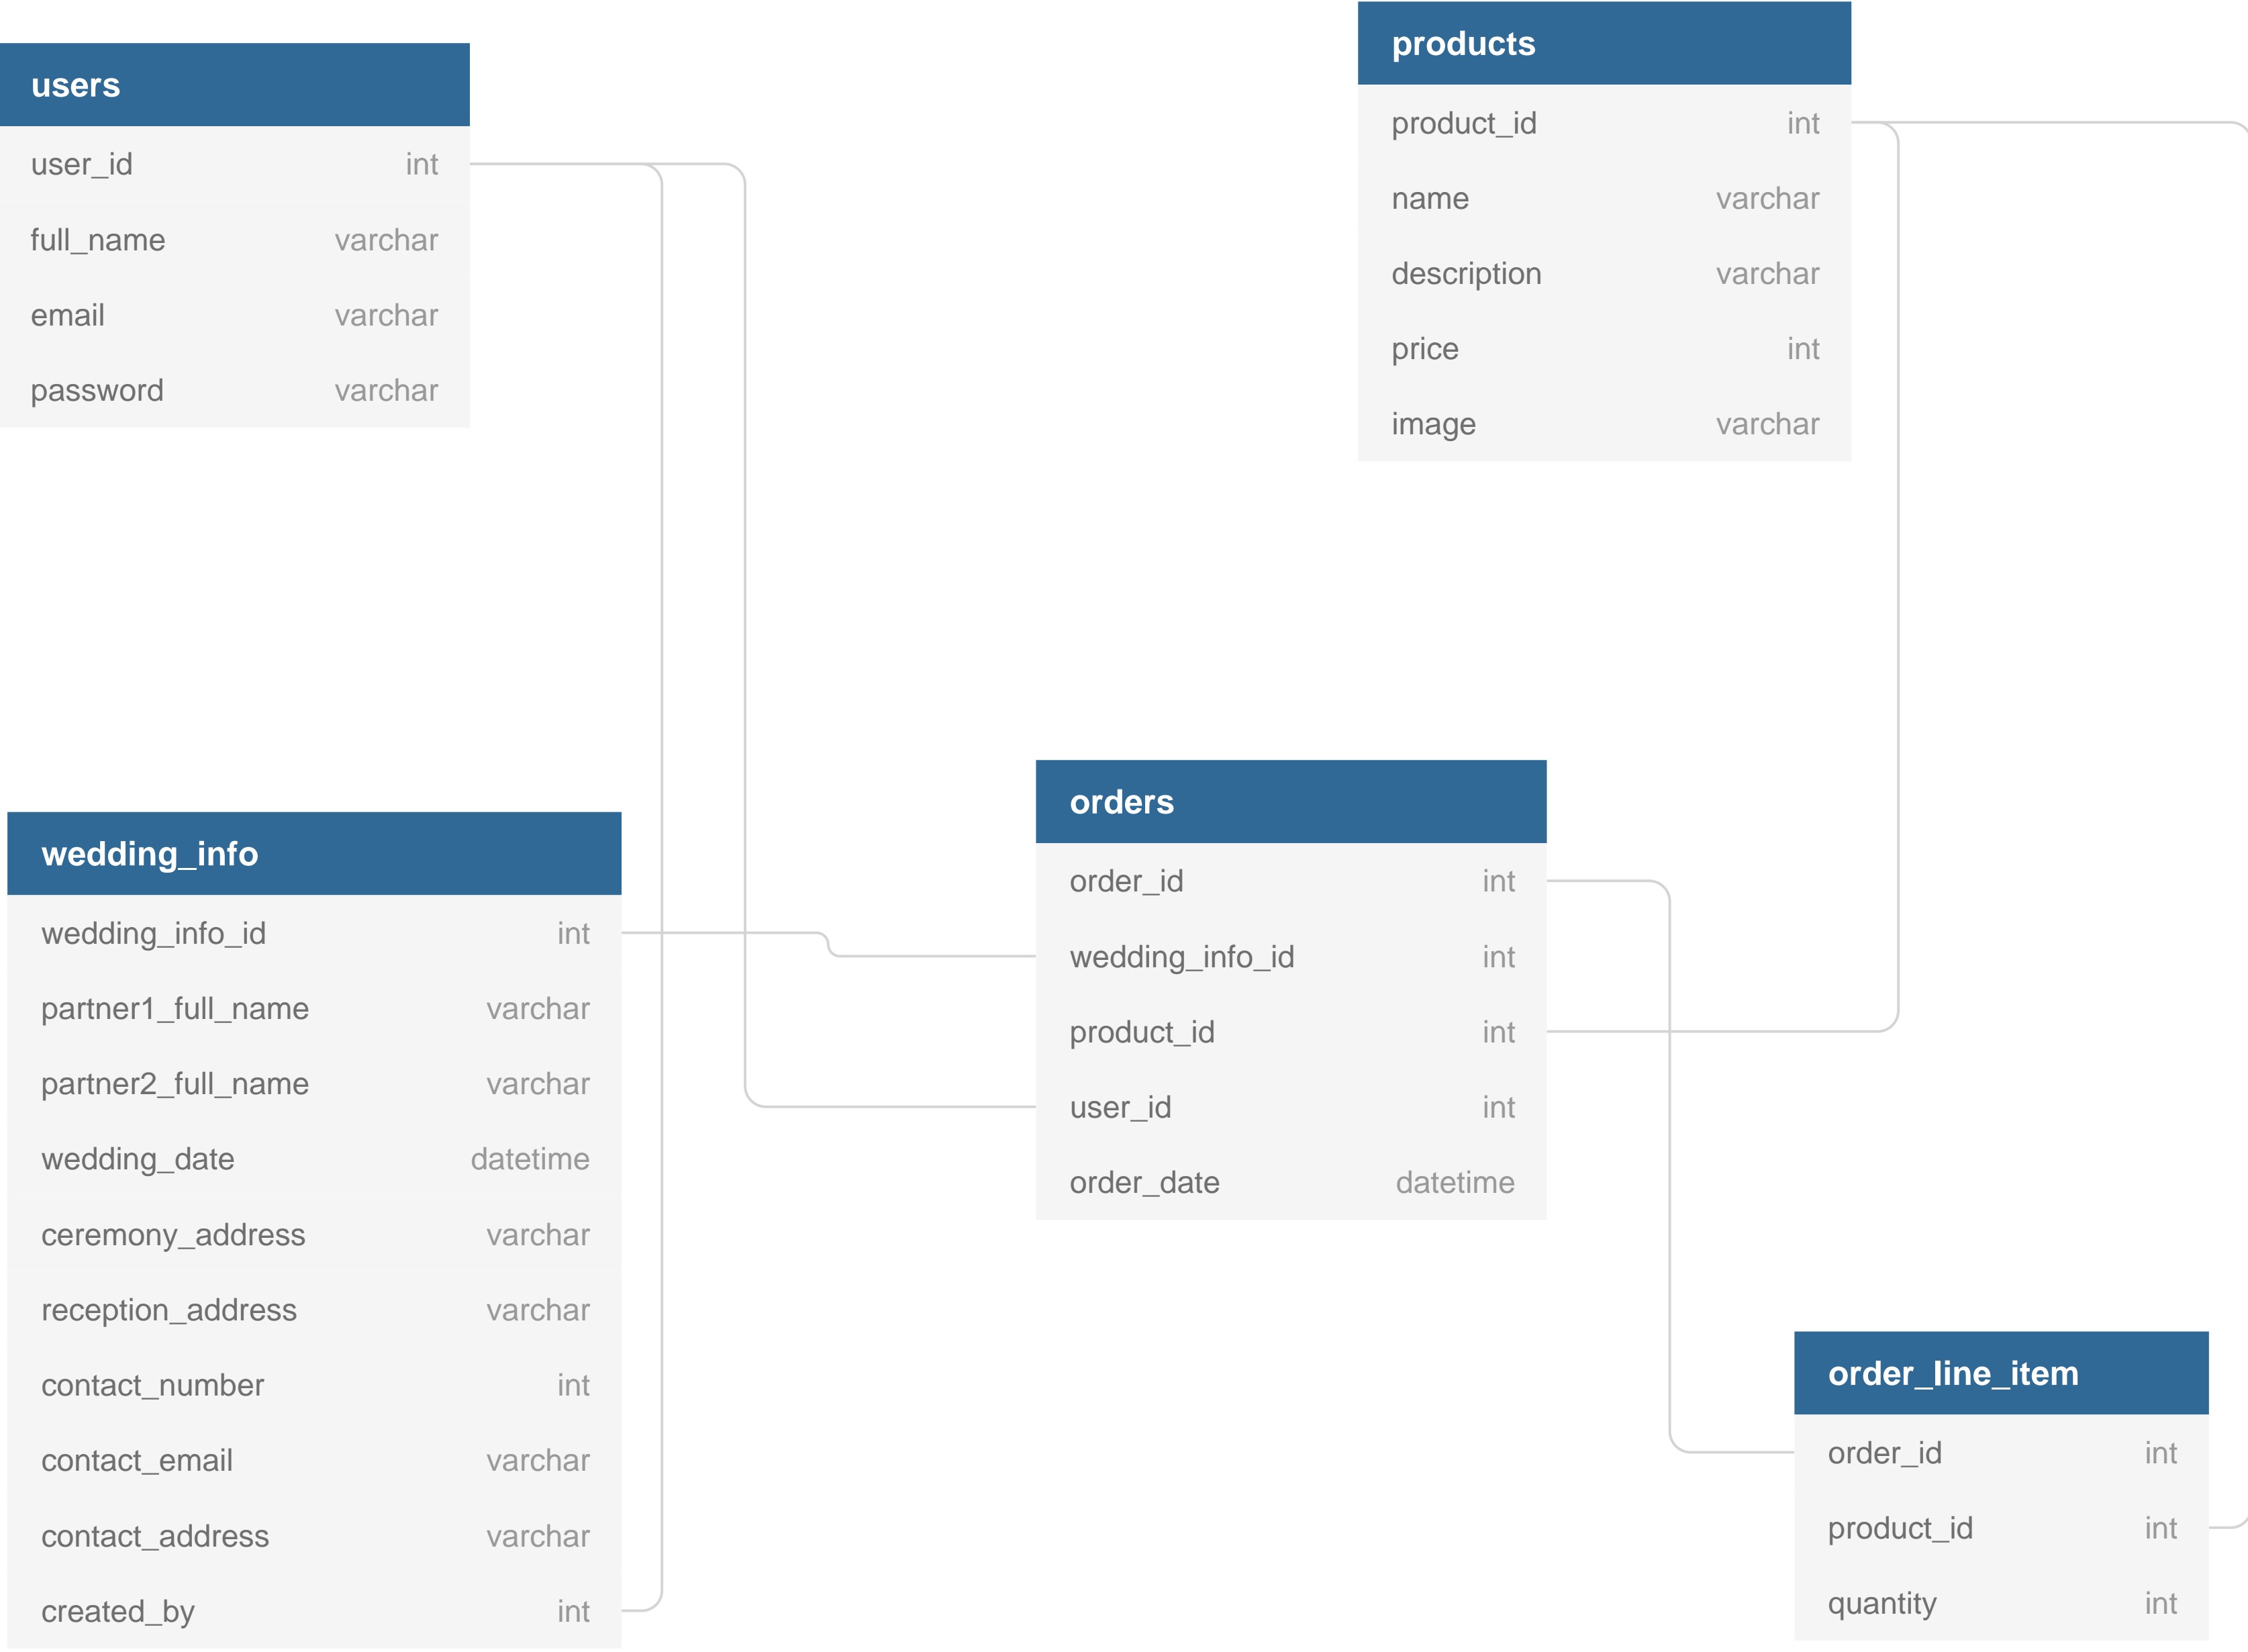 users
user_id int
full_name varchar
email varchar
password varchar
products
product_id int
name varchar
description varchar
price int
image varchar
wedding_info
wedding_info_id int
partner1_full_name varchar
partner2_full_name varchar
wedding_date datetime
ceremony_address varchar
reception_address varchar
contact_number int
contact_email varchar
contact_address varchar
created_by int
orders
order_id int
wedding_info_id int
product_id int
user_id int
order_date datetime
order_line_item
order_id int
product_id int
quantity int